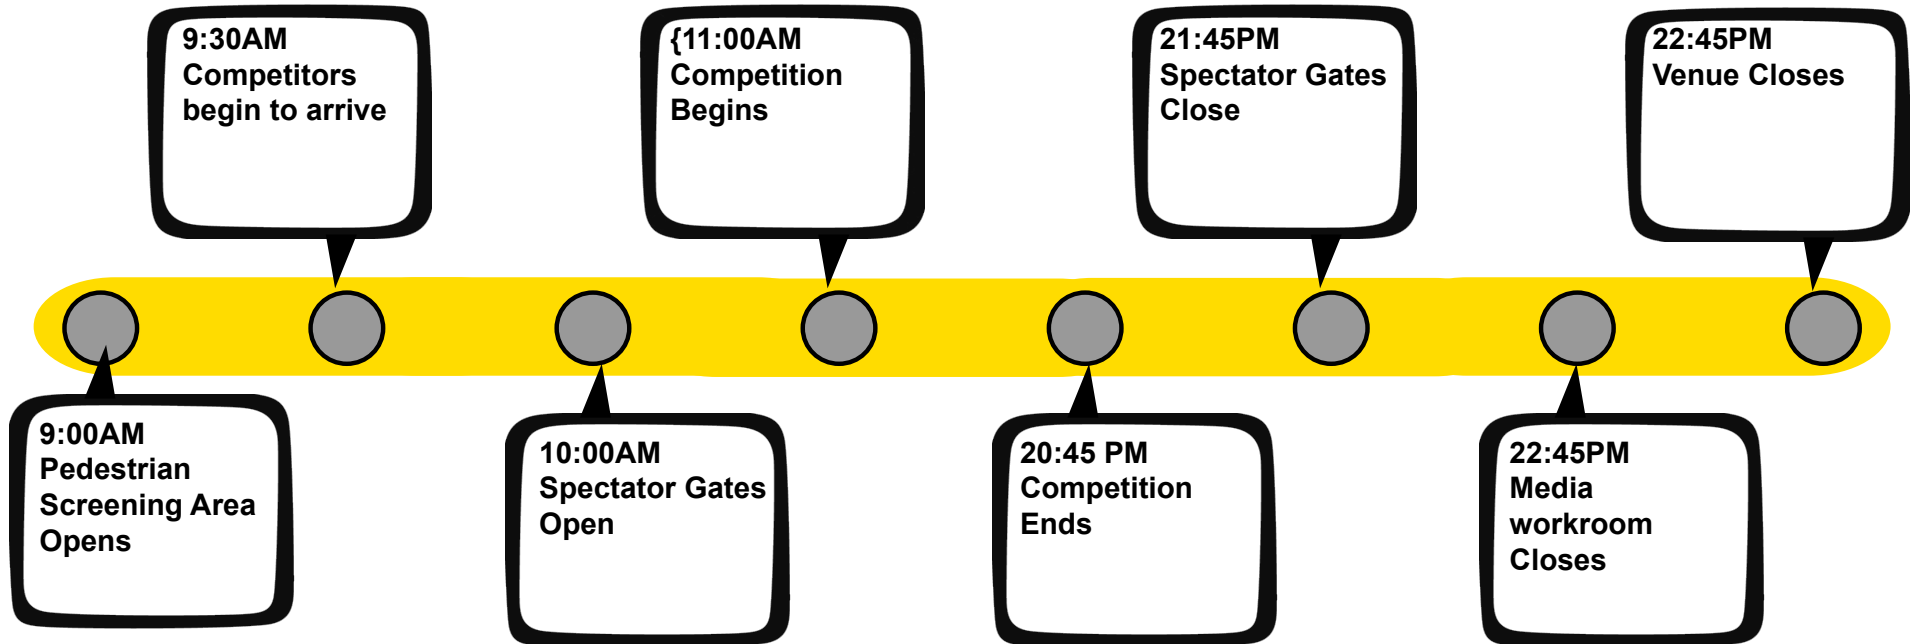 9:30AM
Competitors
begin to arrive
{11:00AM
Competition
Begins
21:45PM
Spectator Gates
Close
22:45PM
Venue Closes
9:00AM
Pedestrian
Screening Area
Opens
10:00AM
Spectator Gates
Open
20:45 PM
Competition
Ends
22:45PM
Media
workroom
Closes